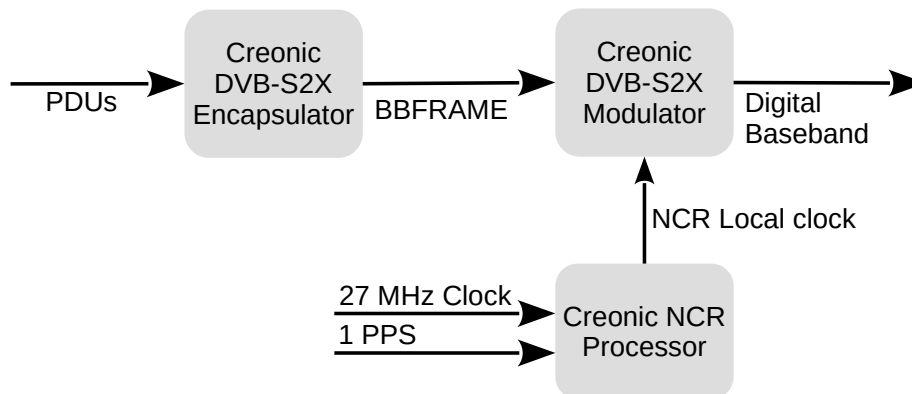 PDUs
Creonic
DVB-S2X
Encapsulator
BBFRAME
Creonic
DVB-S2X
Modulator
Digital
Baseband
NCR Local clock
27 MHz Clock
1 PPS
Creonic NCR
Processor